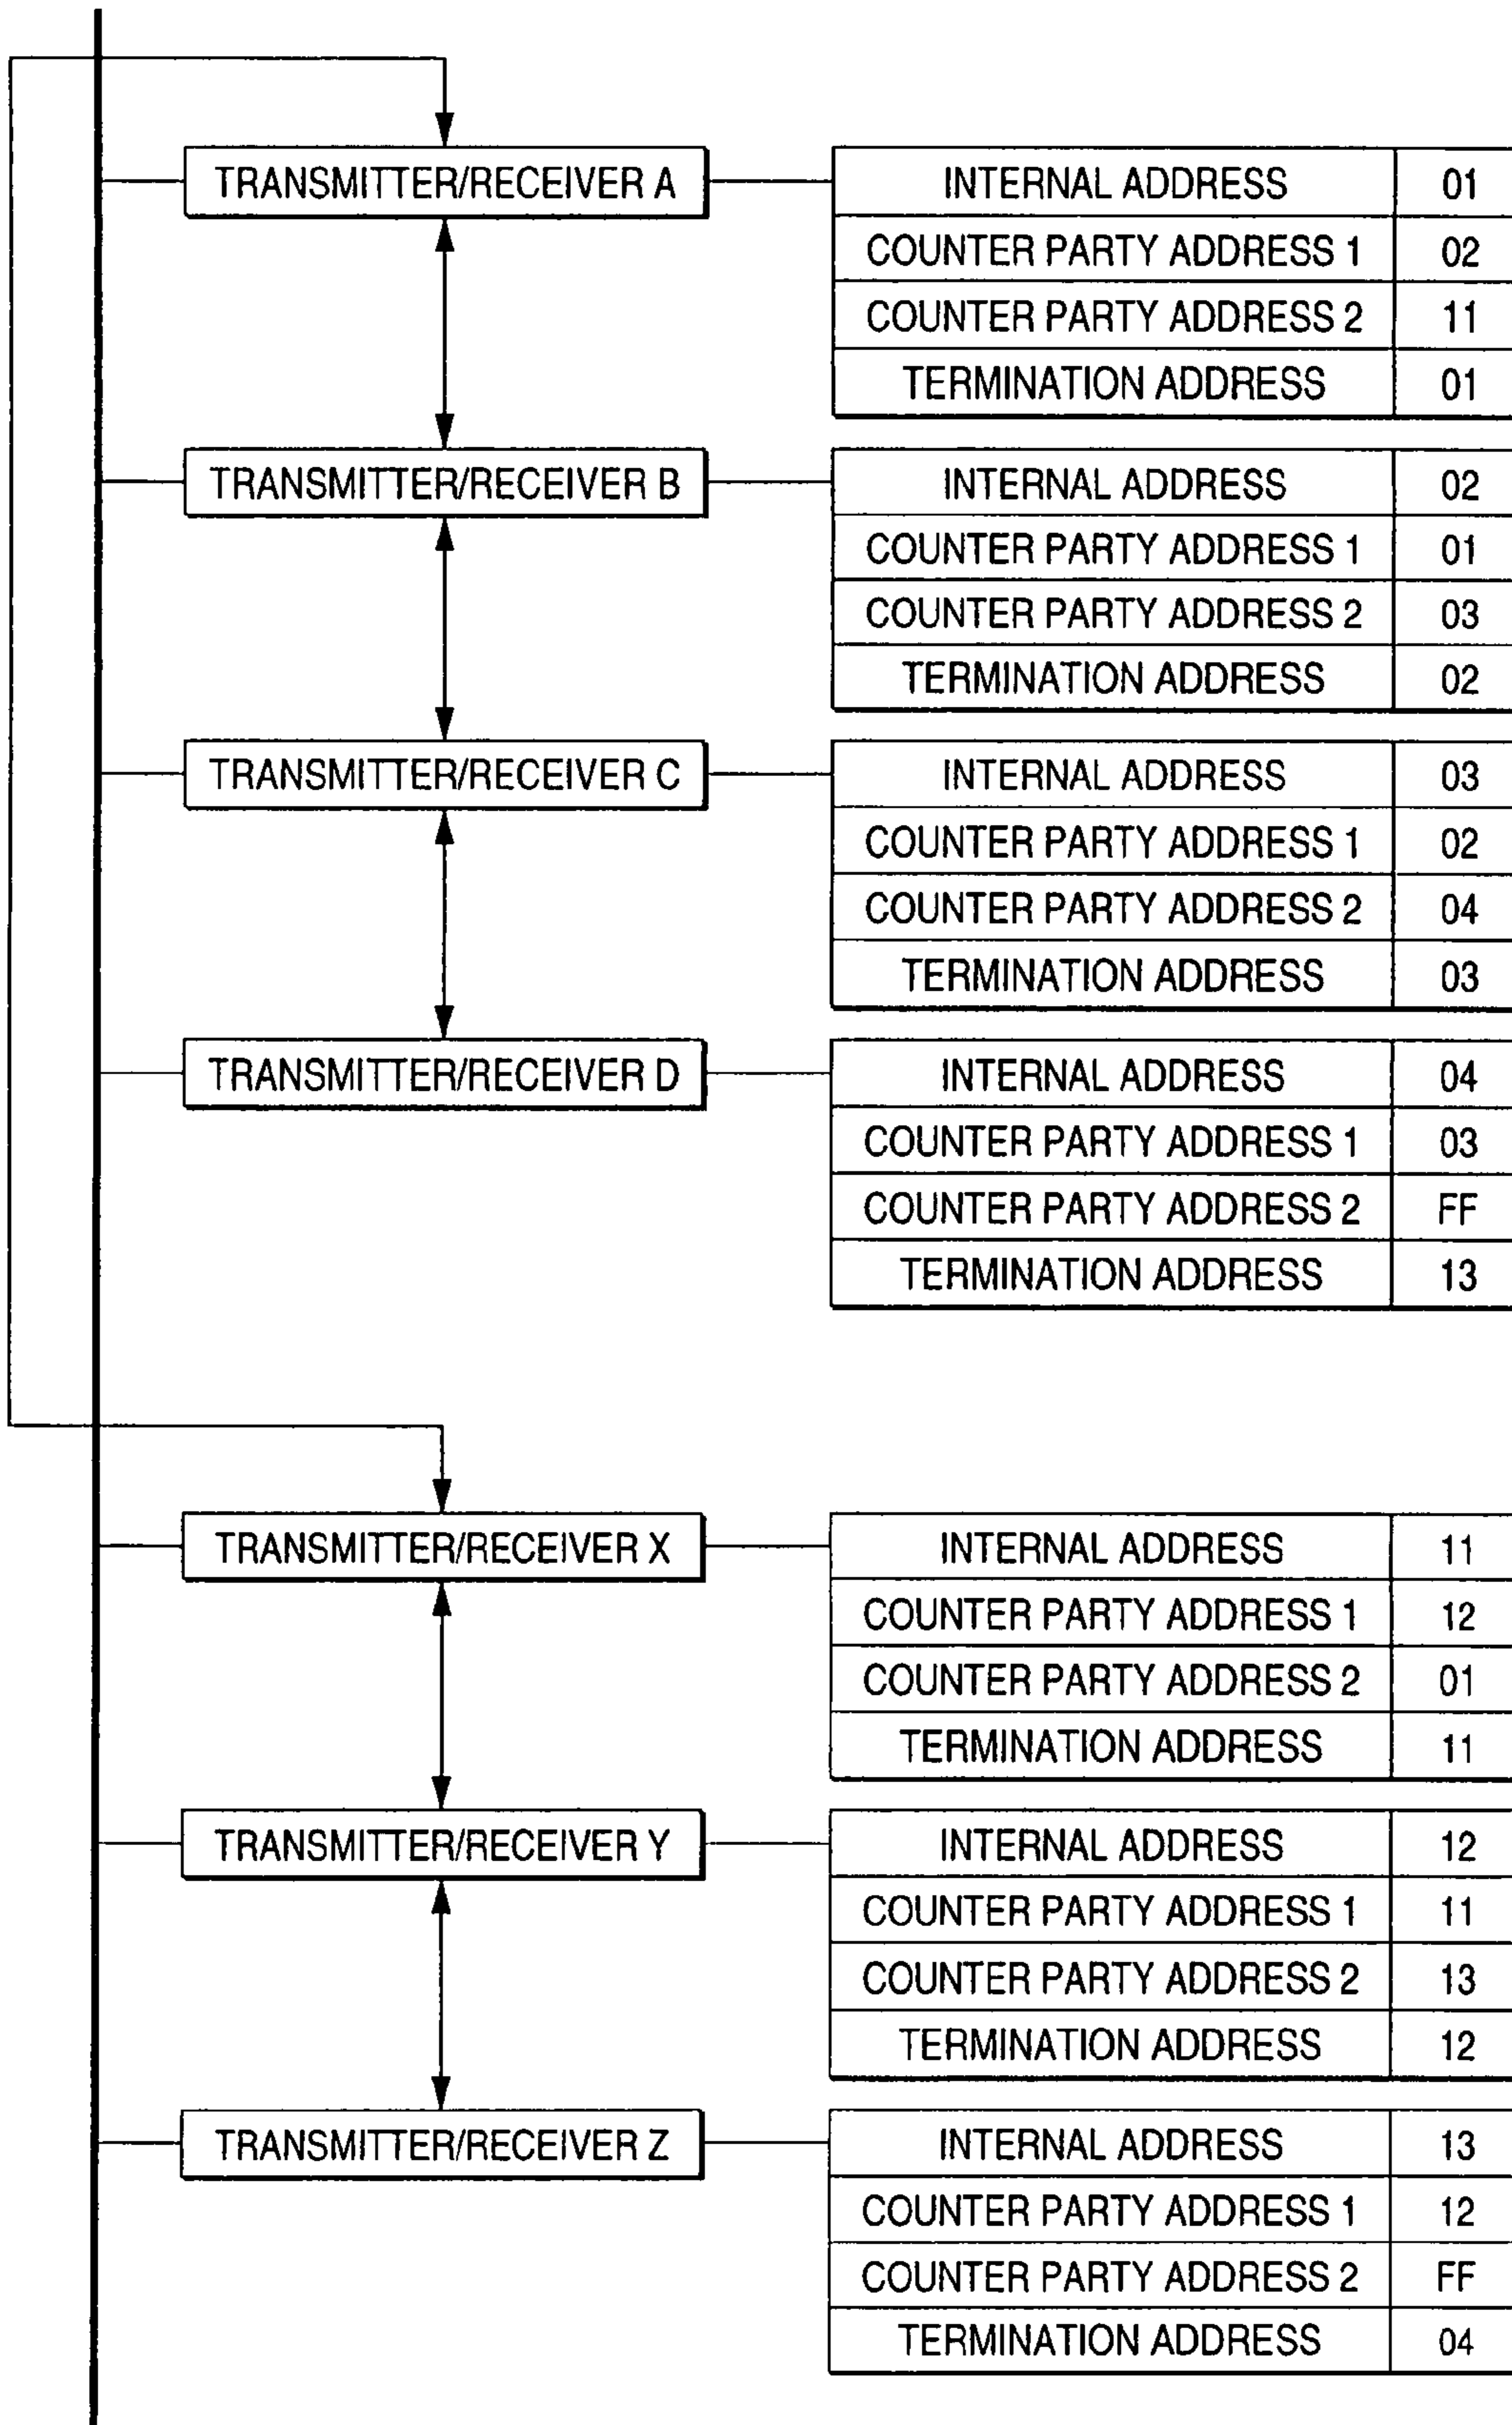 TRANSMITTER/RECEIVER A
INTERNAL ADDRESS 01
COUNTER PARTY ADDRESS 1 02
COUNTER PARTY ADDRESS 2 11
TERMINATION ADDRESS 01
TRANSMITTER/RECEIVER B
INTERNAL ADDRESS 02
COUNTER PARTY ADDRESS 1 01
COUNTER PARTY ADDRESS 2 03
TERMINATION ADDRESS 02
TRANSMITTER/RECEIVER C
INTERNAL ADDRESS 03
COUNTER PARTY ADDRESS 1 02
COUNTER PARTY ADDRESS 2 04
TERMINATION ADDRESS 03
TRANSMITTER/RECEIVER D
INTERNAL ADDRESS 04
COUNTER PARTY ADDRESS 1 03
COUNTER PARTY ADDRESS 2 FF
TERMINATION ADDRESS 13
TRANSMITTER/RECEIVER X
INTERNAL ADDRESS 11
COUNTER PARTY ADDRESS 1 12
COUNTER PARTY ADDRESS 2 01
TERMINATION ADDRESS 11
TRANSMITTER/RECEIVER Y
INTERNAL ADDRESS 12
COUNTER PARTY ADDRESS 1 11
COUNTER PARTY ADDRESS 2 13
TERMINATION ADDRESS 12
TRANSMITTER/RECEIVER Z
INTERNAL ADDRESS 13
COUNTER PARTY ADDRESS 1 12
COUNTER PARTY ADDRESS 2 FF
TERMINATION ADDRESS 04